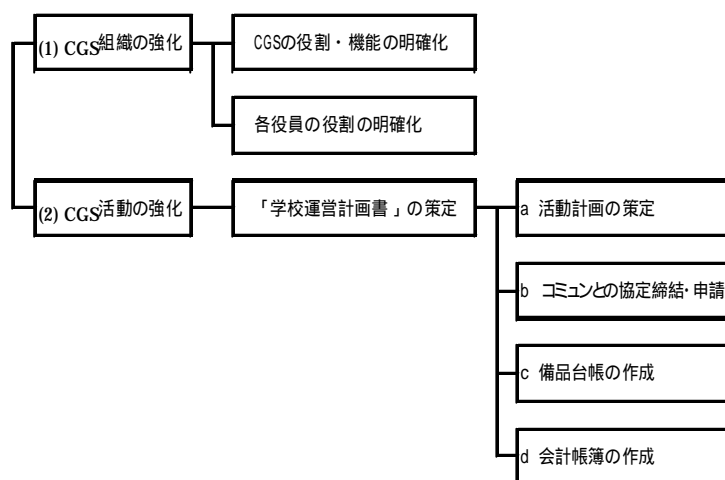 (1) CGS組織の強化
CGSの役割・機能の明確化
各役員の役割の明確化
(2) CGS活動の強化
「学校運営計画書」の策定
a 活動計画の策定
b コミュンとの協定締結・申請
c 備品台帳の作成
d 会計帳簿の作成